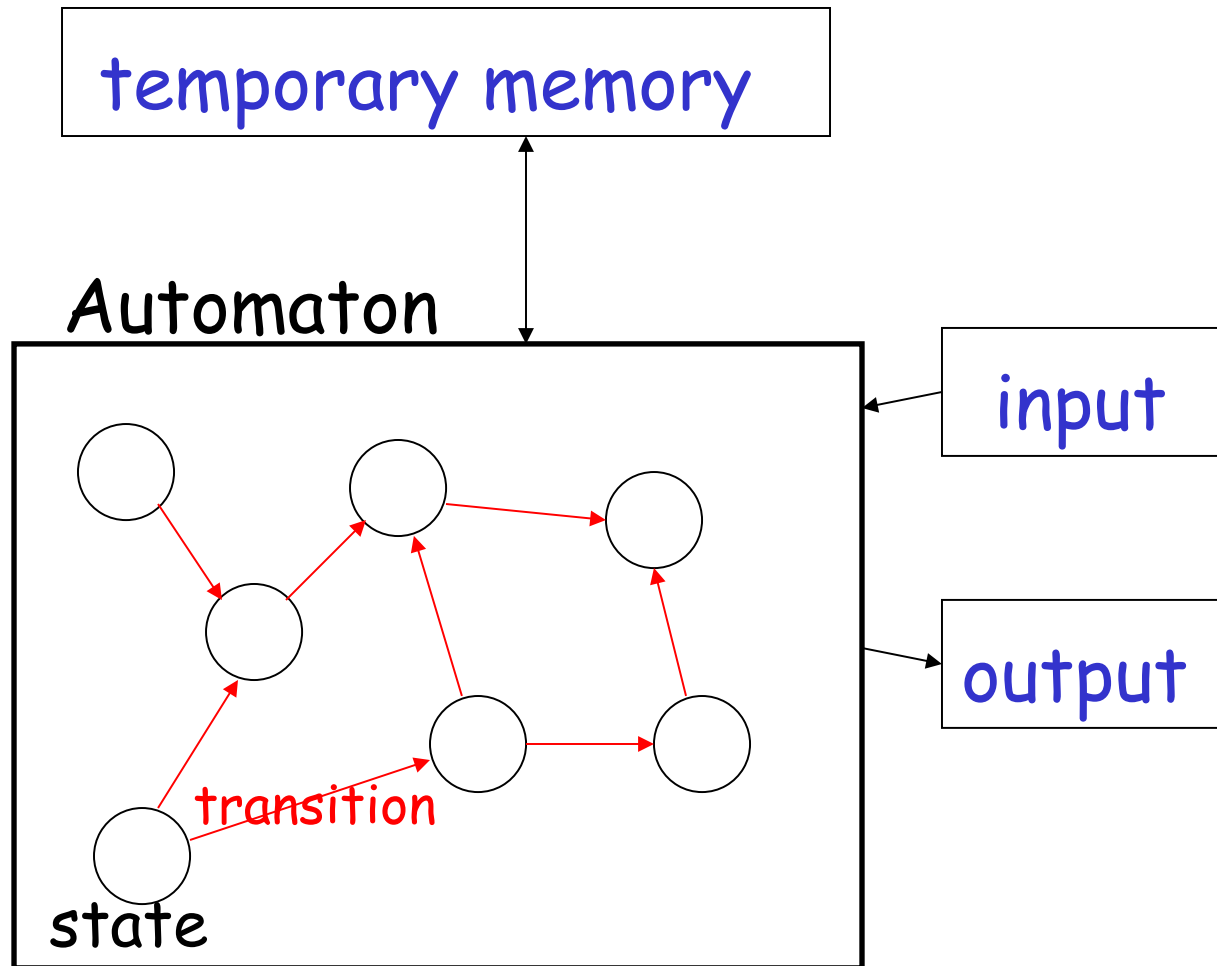 temporary memory
Automaton
input
output
transition
state